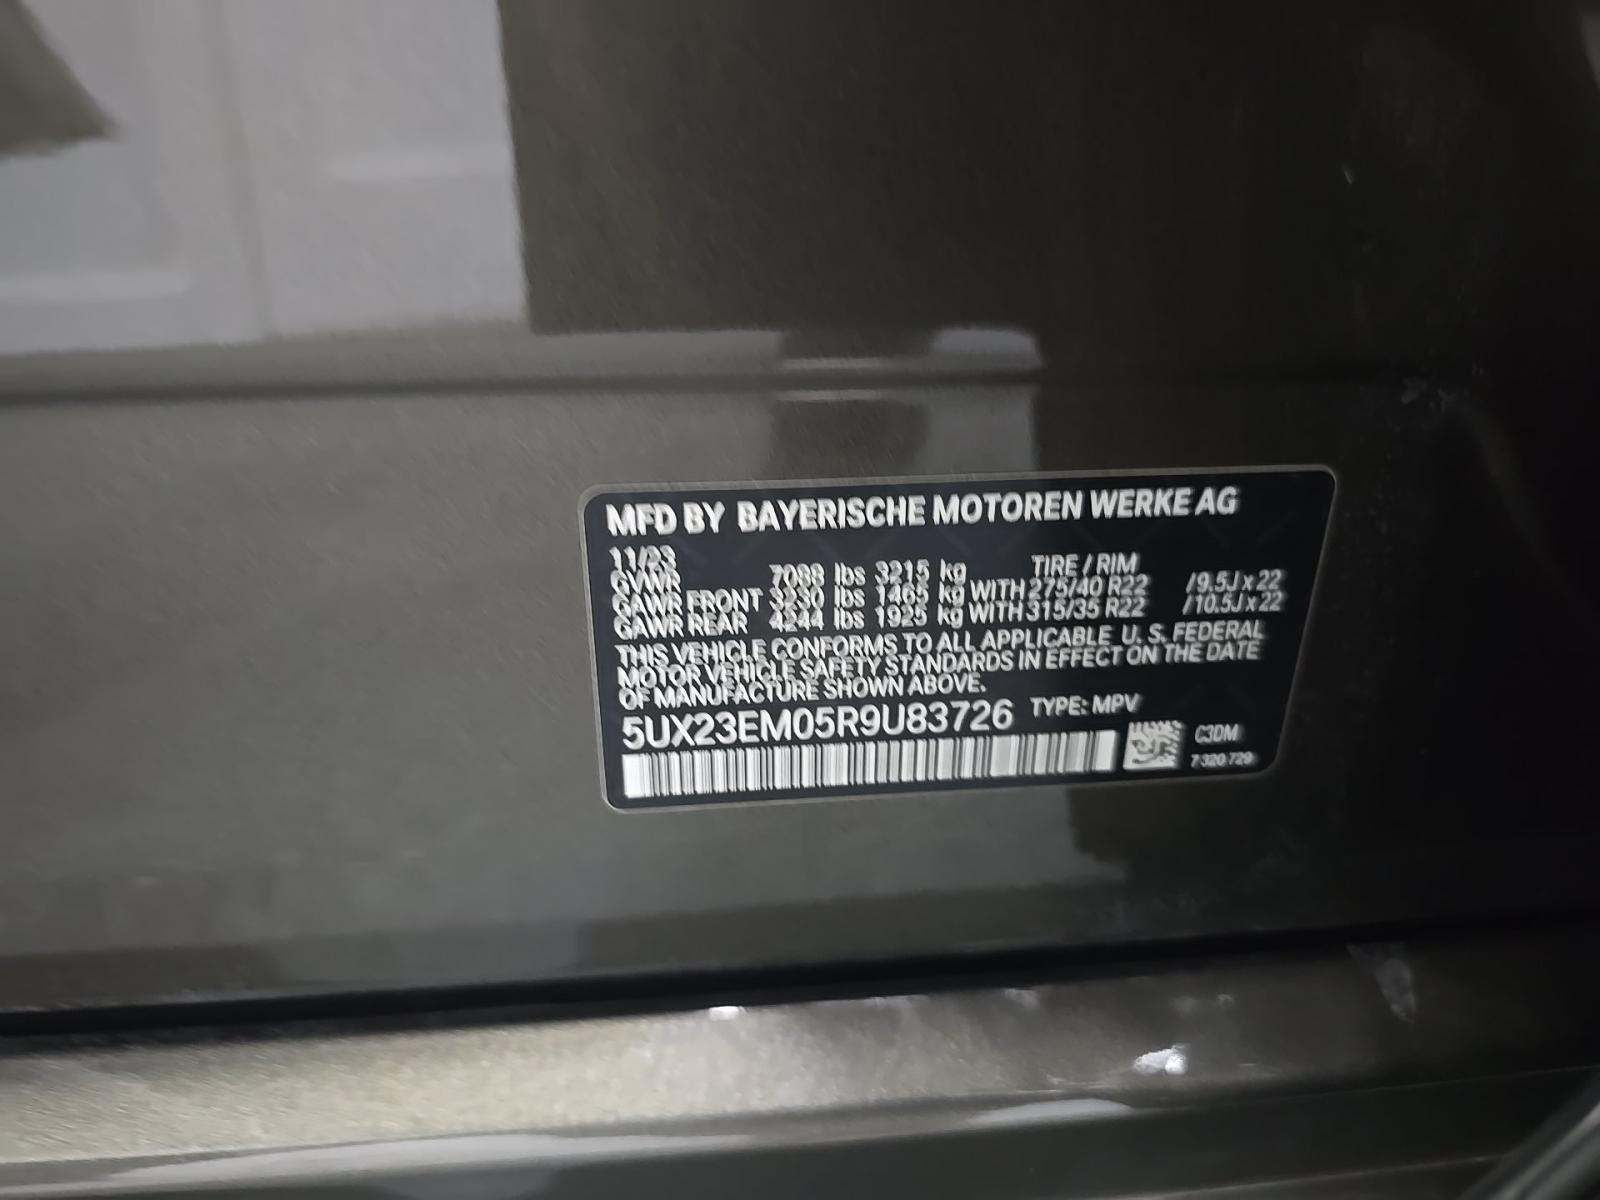 MFD BY BAYERISCHE MOTOREN WERKE AG
11/23
GVWR 7088 lbs 3215 kg TIRE / RIM
GAWR FRONT 3230 lbs 1465 kg WITH 275/40 R22 /9.5J x 22
GAWR REAR 4244 lbs 1925 kg WITH 315/35 R22 /10.5J x 22
THIS VEHICLE CONFORMS TO ALL APPLICABLE U. S. FEDERAL
MOTOR VEHICLE SAFETY STANDARDS IN EFFECT ON THE DATE
OF MANUFACTURE SHOWN ABOVE.
5UX23EM05R9U83726 TYPE: MPV
C3DM
7 320 729